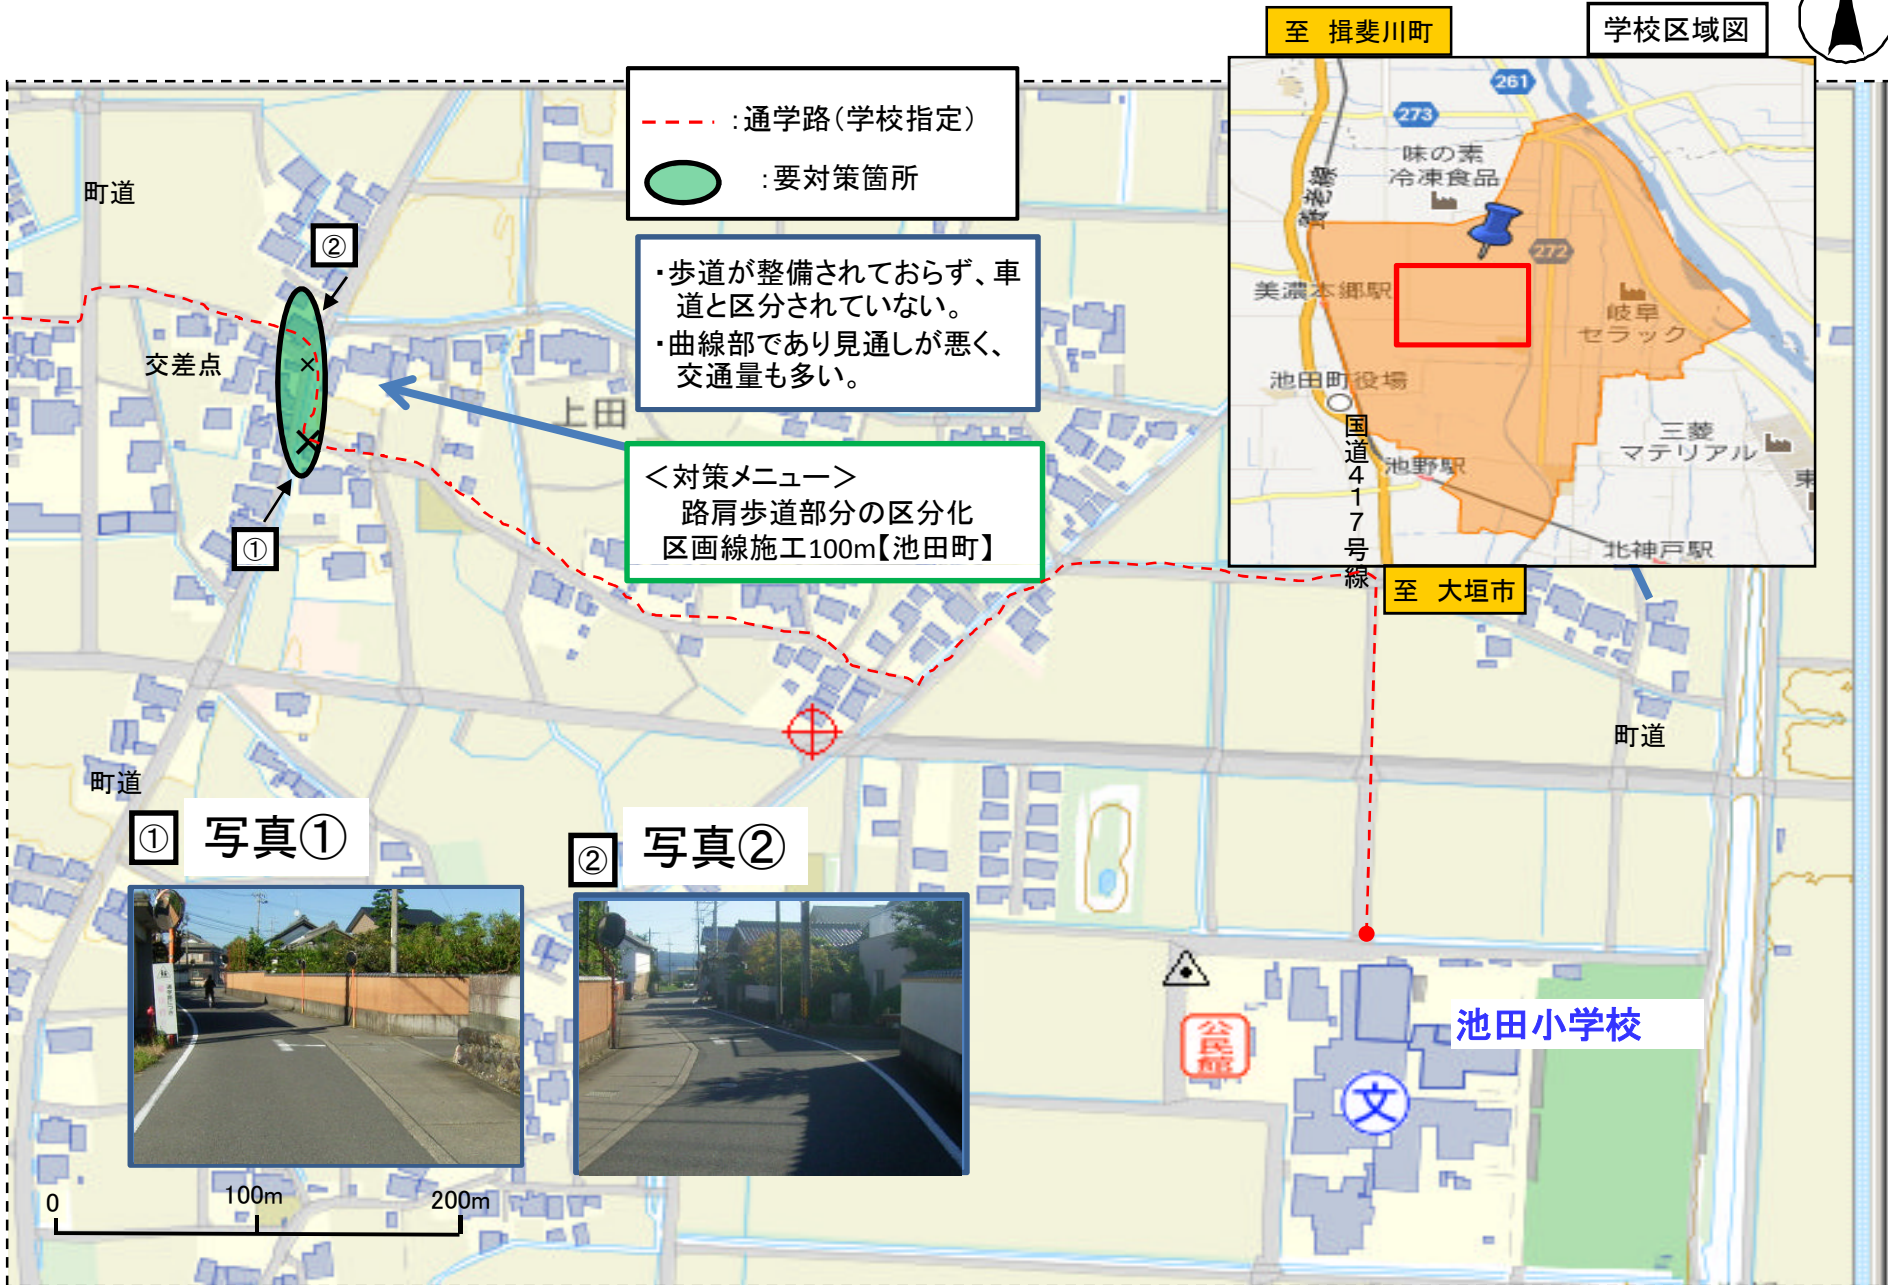 至 揖斐川町
学校区域図
：通学路（学校指定）
：要対策箇所
町道
②
・歩道が整備されておらず、車
道と区分されていない。
・曲線部であり見通しが悪く、
交通量も多い。
交差点
上田
＜対策メニュー＞
路肩歩道部分の区分化
区画線施工100m【池田町】
①
261
273
味の素
冷凍食品
養老線
272
美濃本郷駅
岐阜
セラック
池田町役場
国道417号線
池野駅
三菱
マテリアル
東
北神戸駅
至 大垣市
町道
町道
①
写真①
②
写真②
公民館
池田小学校
文
0
100m
200m